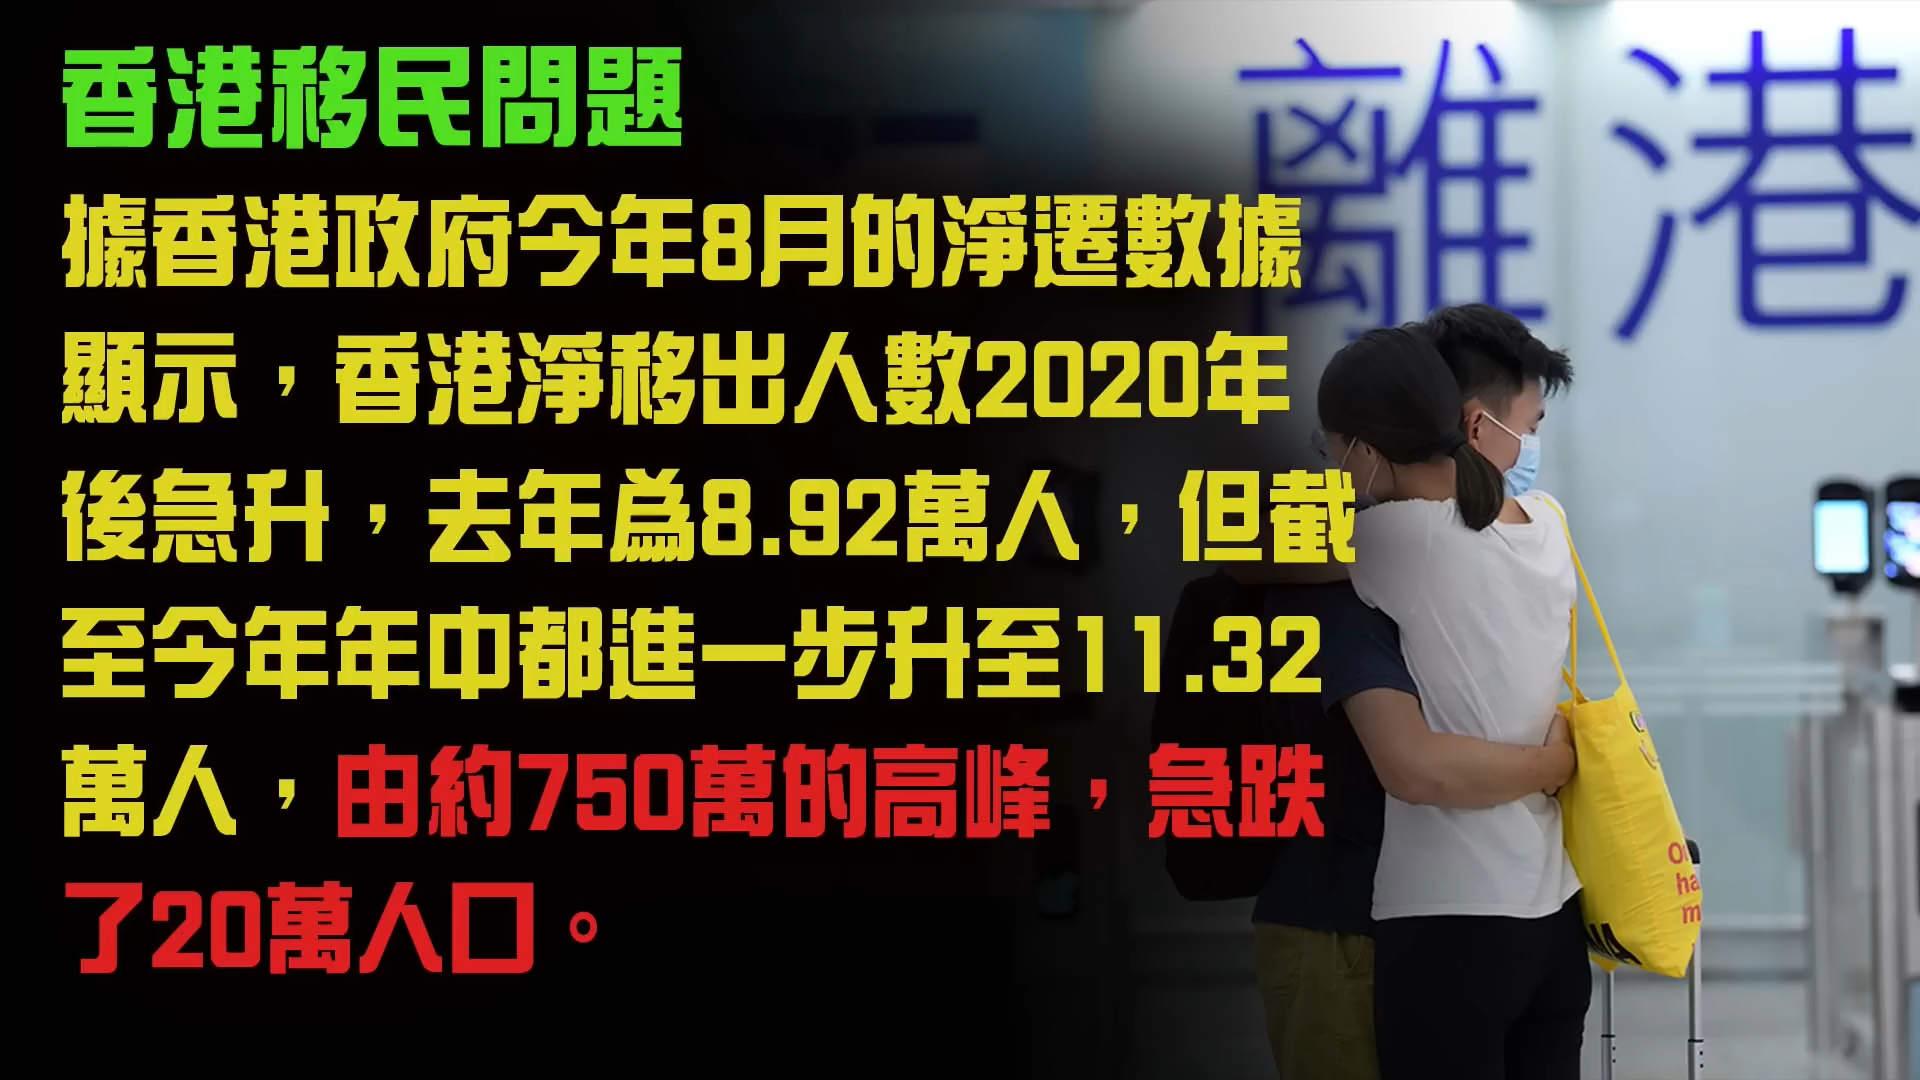 香港移民問題
據香港政府今年8月的淨遷數據
顯示，香港淨移出人數2020年
後急升，去年為8.92萬人，但截
至今年年中都進一步升至11.32
萬人，由約750萬的高峰，急跌
了20萬人口。
離港